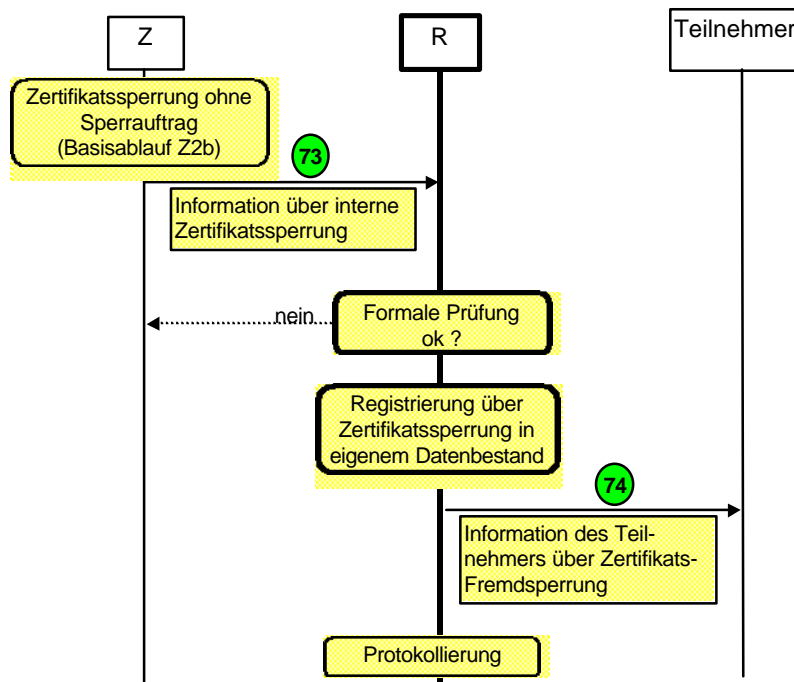 Z
R
Teilnehmer
Zertifikatssperrung ohne
Sperrauftrag
(Basisablauf Z2b)
73
Information über interne
Zertifikatssperrung
nein
Formale Prüfung
ok ?
Registrierung über
Zertifikatssperrung in
eigenem Datenbestand
74
Information des Teil-
nehmers über Zertifikats-
Fremdsperrung
Protokollierung